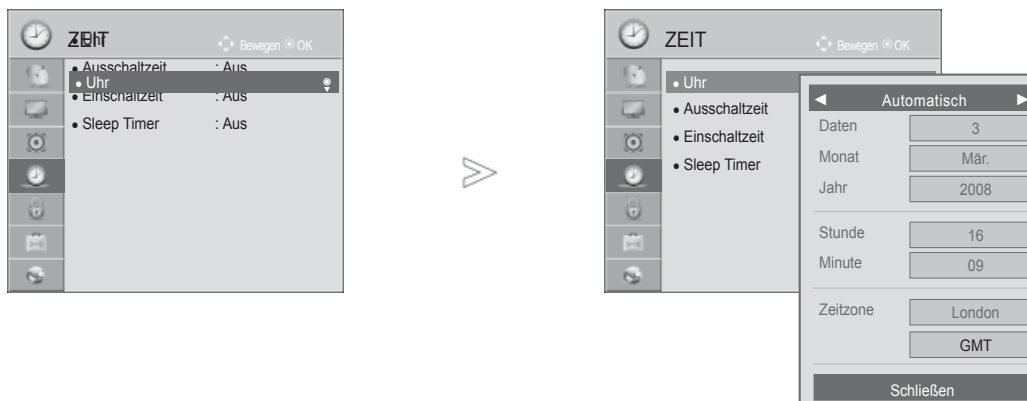 ZEIT
Bewegen OK
• Ausschaltzeit : Aus
• Uhr
• Einschaltzeit : Aus
• Sleep Timer : Aus
>
ZEIT
Bewegen OK
• Uhr
• Ausschaltzeit
• Einschaltzeit
• Sleep Timer
◄ Automatisch ►
Daten 3
Monat Mär.
Jahr 2008
Stunde 16
Minute 09
Zeitzone London
GMT
Schließen